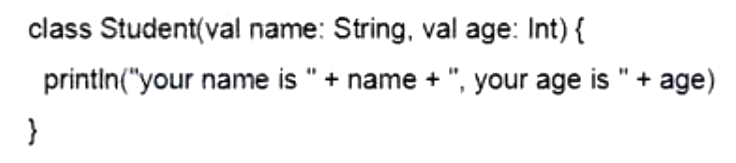 class Student(val name: String, val age: Int) {
println("your name is " + name + ", your age is " + age)
}